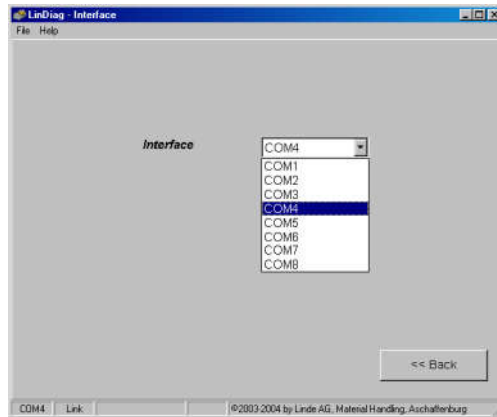 LinDiag - Interface
File Help
Interface
COM4
COM1
COM2
COM3
COM4
COM5
COM6
COM7
COM8
<< Back
COM4 Link ©2003-2004 by Linde AG, Material Handling, Aschaffenburg